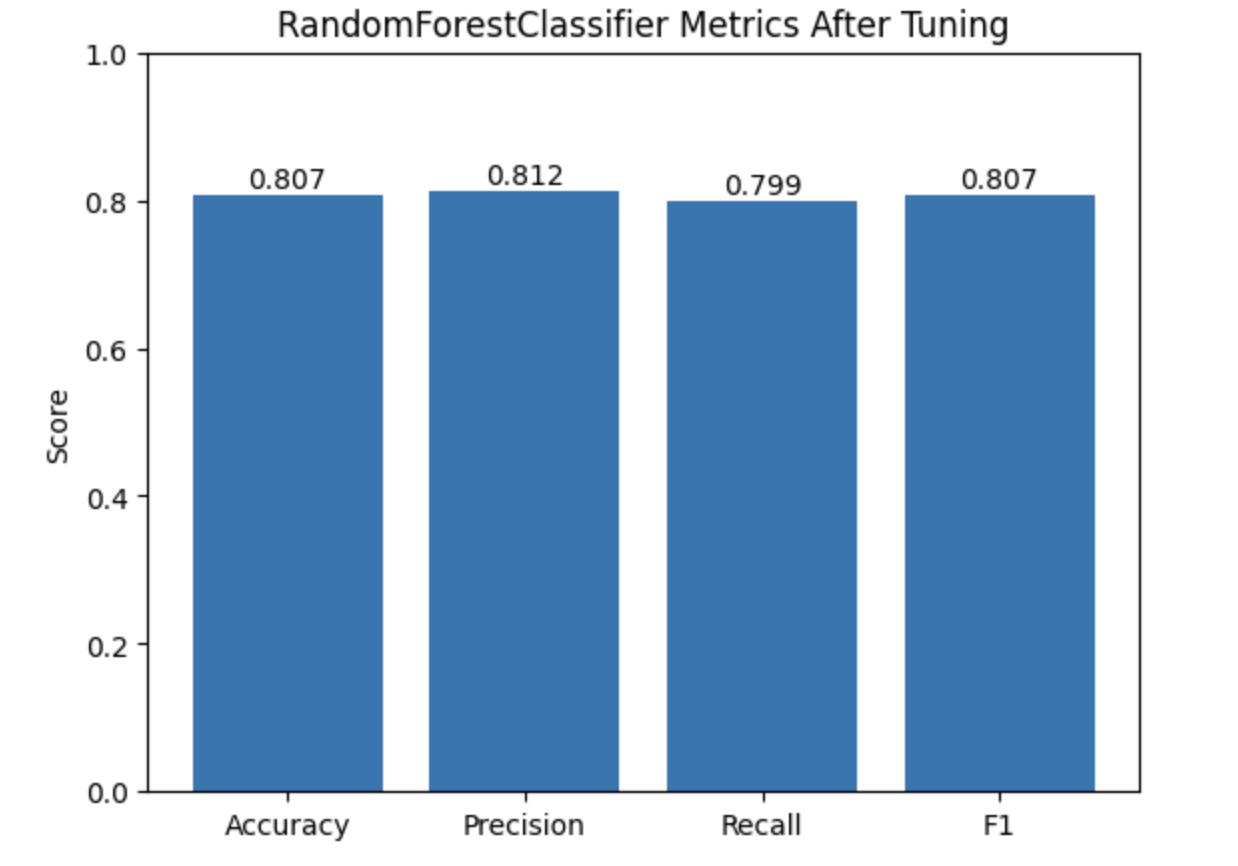 RandomForestClassifier Metrics After Tuning
1.0
0.8
0.6
0.4
0.2
0.0
Score
0.807
0.812
0.799
0.807
Accuracy
Precision
Recall
F1